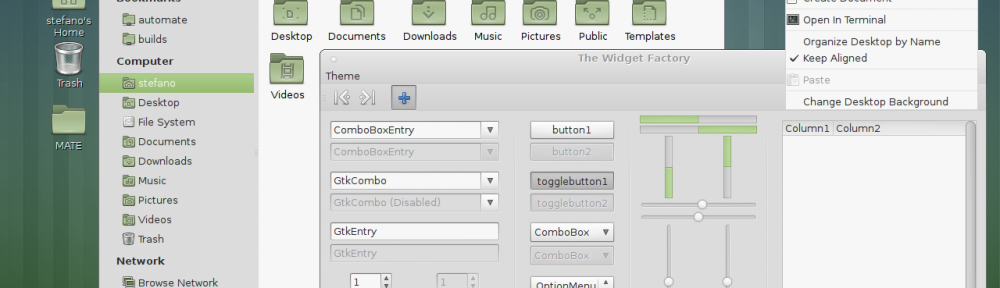 stefano's
Home
Trash
MATE
Bookmarks
automate
builds
Computer
stefano
Desktop
File System
Documents
Downloads
Music
Pictures
Videos
Trash
Network
Browse Network
Desktop
Documents
Downloads
Music
Pictures
Public
Templates
Videos
The Widget Factory
Theme
ComboBoxEntry
ComboBoxEntry
GtkCombo
GtkCombo (Disabled)
GtkEntry
GtkEntry
1
1
button1
button2
togglebutton1
togglebutton2
ComboBox
ComboBox
OptionMenu
Column1
Column2
Create Document
Open In Terminal
Organize Desktop by Name
Keep Aligned
Paste
Change Desktop Background